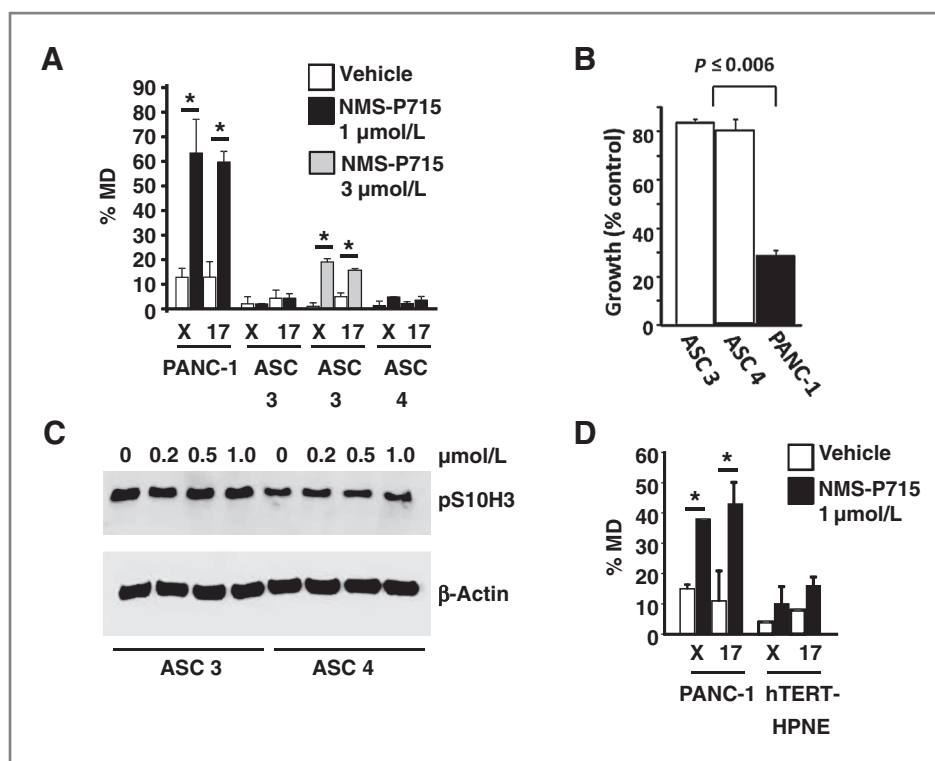 A
Vehicle
NMS-P715
1 µmol/L
NMS-P715
3 µmol/L
% MD
90
80
70
60
50
40
30
20
10
0
* * * *
X 17 X 17 X 17 X 17
PANC-1 ASC ASC ASC
3 3 4
B
P ≤ 0.006
Growth (% control)
80
60
40
20
0
ASC 3
ASC 4
PANC-1
C
0 0.2 0.5 1.0 0 0.2 0.5 1.0 µmol/L
pS10H3
β-Actin
ASC 3 ASC 4
D
Vehicle
NMS-P715
1 µmol/L
% MD
60
50
40
30
20
10
0
* *
X 17 X 17
PANC-1 hTERT-
HPNE